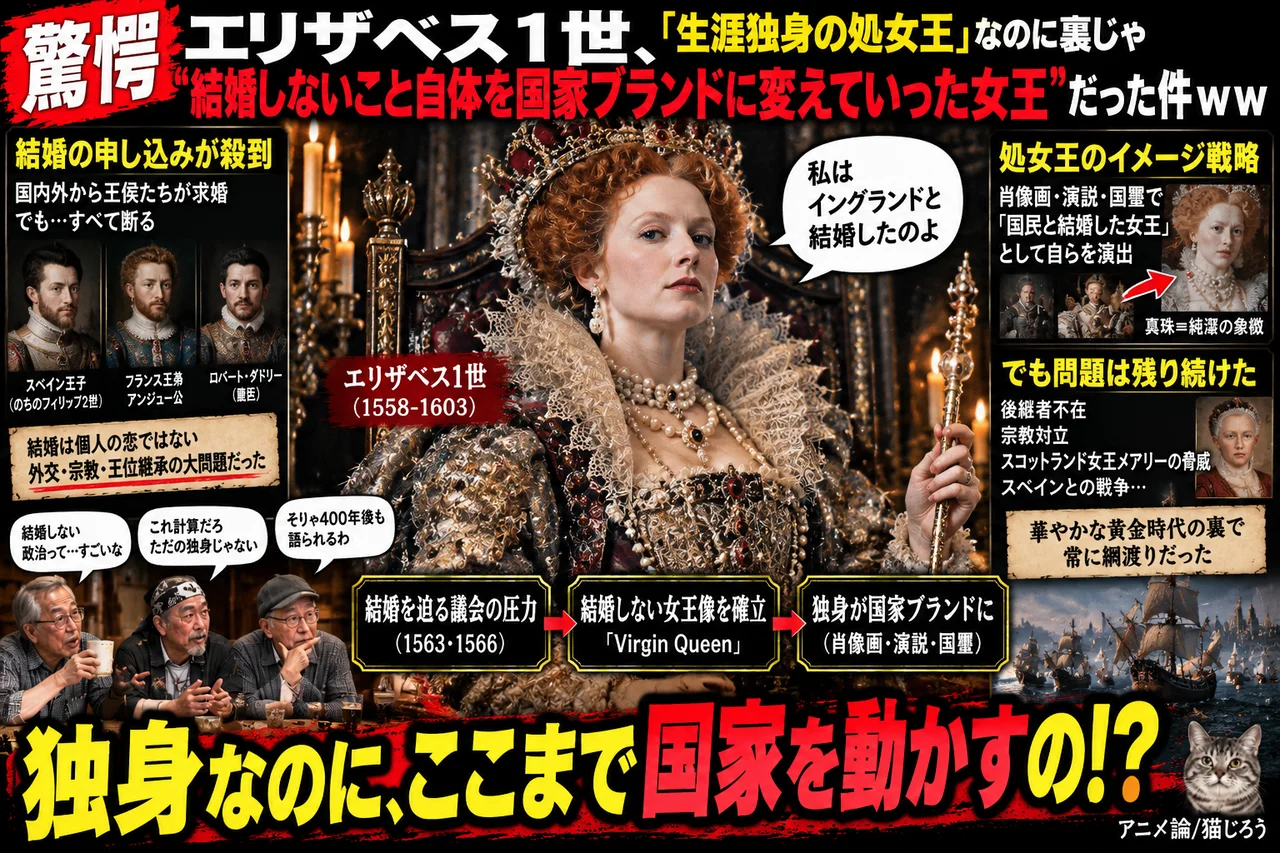 驚愕
エリザベス1世、「生涯独身の処女王」なのに裏じゃ
“結婚しないこと自体を国家ブランドに変えていった女王”だった件ww
結婚の申し込みが殺到
国内外から王侯たちが求婚
でも…すべて断る
スペイン王子
(のちのフィリップ2世)
フランス王弟
アンジュー公
ロバート・ダドリー
結婚は個人の恋ではない
外交・宗教・王位継承の大問題だった
私は
イングランドと
結婚したのよ
エリザベス1世
(1558-1603)
処女王のイメージ戦略
肖像画・演説・国璽で
「国民と結婚した女王」
として自らを演出
真珠=純潔の象徴
でも問題は残り続けた
後継者不在
宗教対立
スコットランド女王メアリーの脅威
スペインとの戦争…
華やかな黄金時代の裏で
常に綱渡りだった
結婚しない
政治って…すごいな
これ計算だろ
ただの独身じゃない
そりゃ400年後も
語られるわ
結婚を迫る議会の圧力
(1563・1566)
結婚しない女王像を確立
「Virgin Queen」
独身が国家ブランドに
(肖像画・演説・国璽)
独身なのに、ここまで国家を動かすの!?
アニメ論/猫じろう